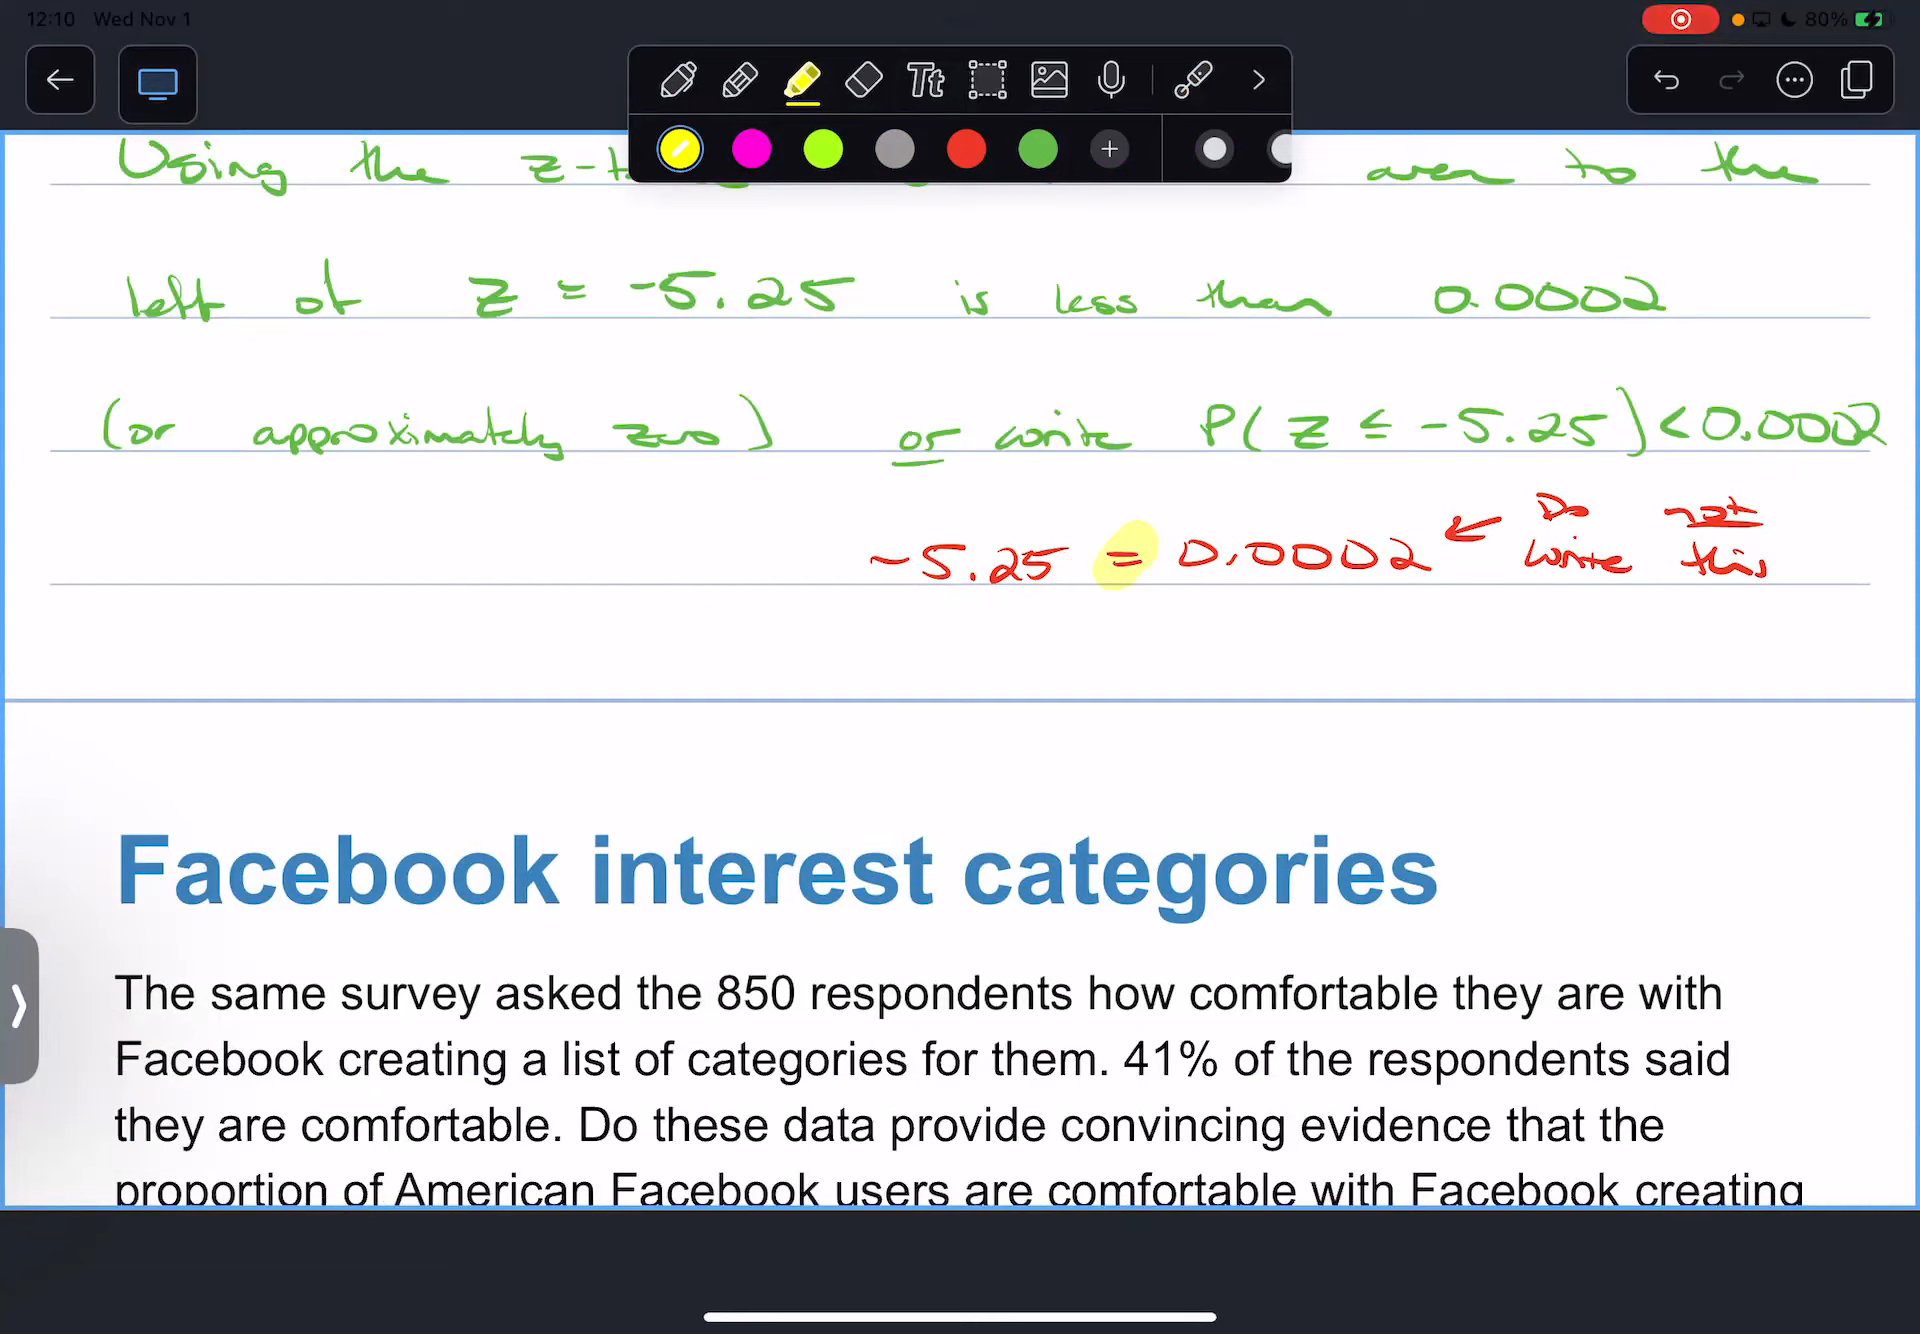 12:10 Wed Nov 1
80%
Tt
Using the z-t area to the
left of z = -5.25 is less than 0.0002
(or approximately zero) or write P(Z ≤ -5.25) < 0.0002
-5.25 = 0.0002 ← Do not
write this
Facebook interest categories
The same survey asked the 850 respondents how comfortable they are with
Facebook creating a list of categories for them. 41% of the respondents said
they are comfortable. Do these data provide convincing evidence that the
proportion of American Facebook users are comfortable with Facebook creating